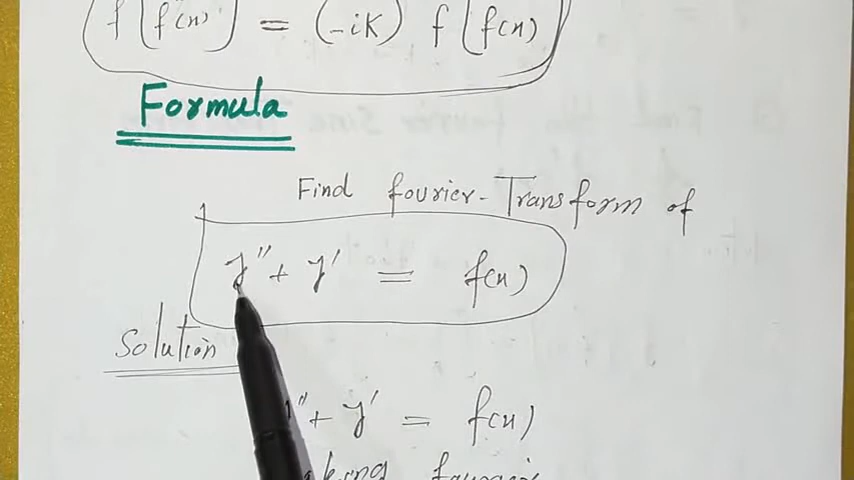 f[f''(x)] = (-ik) f[f(x)]
Formula
Find fourier-Transform of
y'' + y' = f(x)
Solution
y'' + y' = f(x)